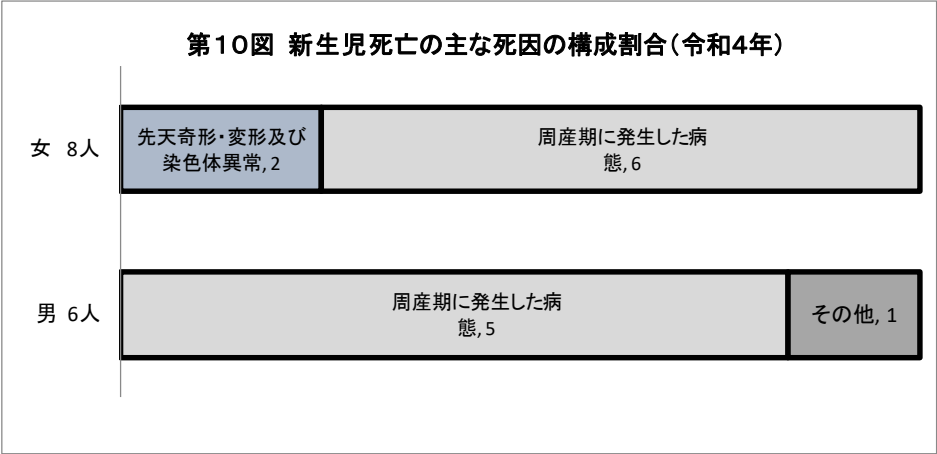 第10図 新生児死亡の主な死因の構成割合(令和4年)
女 8人
先天奇形・変形及び
染色体異常, 2
周産期に発生した病
態, 6
男 6人
周産期に発生した病
態, 5
その他, 1